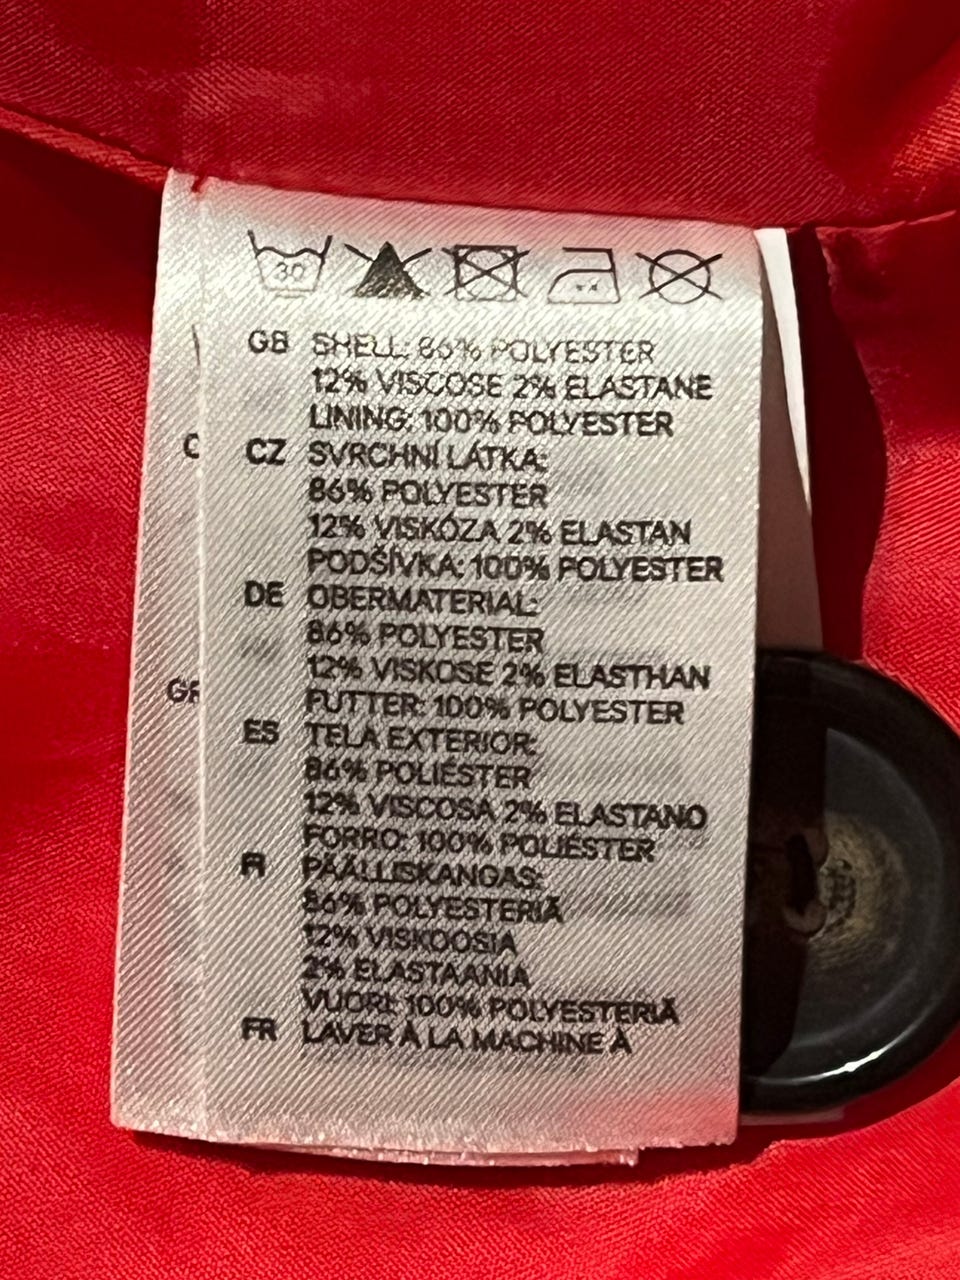 30
GB SHELL: 86% POLYESTER
12% VISCOSE 2% ELASTANE
LINING: 100% POLYESTER
CZ SVRCHNÍ LÁTKA:
86% POLYESTER
12% VISKÓZA 2% ELASTAN
PODŠÍVKA: 100% POLYESTER
DE OBERMATERIAL:
86% POLYESTER
12% VISKOSE 2% ELASTHAN
FUTTER: 100% POLYESTER
ES TELA EXTERIOR:
86% POLIÉSTER
12% VISCOSA 2% ELASTANO
FORRO: 100% POLIÉSTER
FI PÄÄLLISKANGAS:
86% POLYESTERIÄ
12% VISKOOSIA
2% ELASTAANIA
VUORI: 100% POLYESTERIÄ
FR LAVER À LA MACHINE À